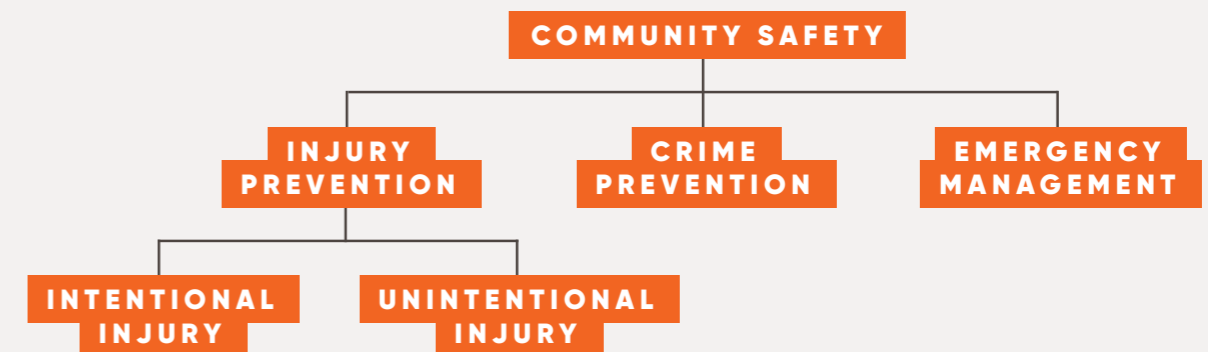 COMMUNITY SAFETY
INJURY
PREVENTION
CRIME
PREVENTION
EMERGENCY
MANAGEMENT
INTENTIONAL
INJURY
UNINTENTIONAL
INJURY